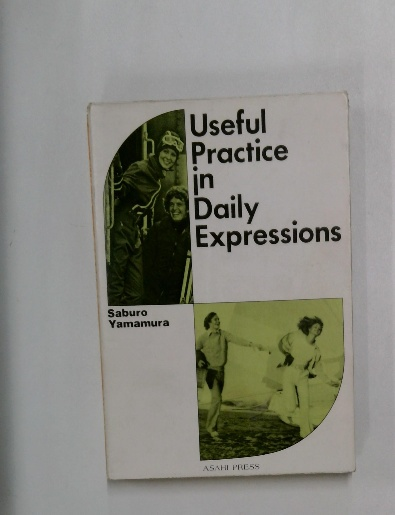 Useful
Practice
in
Daily
Expressions
Saburo
Yamamura
ASAHI PRESS